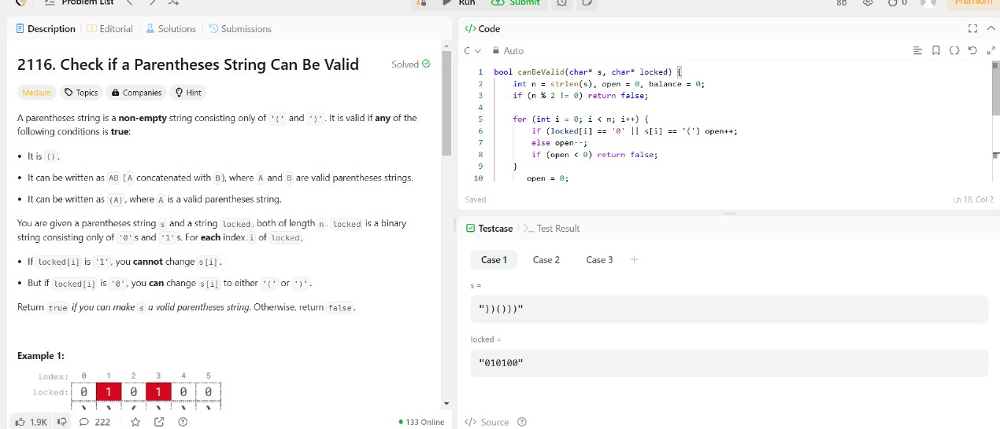 Problem List
Run
Submit
0
Premium
Description
Editorial
Solutions
Submissions
2116. Check if a Parentheses String Can Be Valid
Solved
Medium
Topics
Companies
Hint
A parentheses string is a non-empty string consisting only of '(' and ')'. It is valid if any of the
following conditions is true:
• It is ().
• It can be written as AB (A concatenated with B), where A and B are valid parentheses strings.
• It can be written as (A), where A is a valid parentheses string.
You are given a parentheses string s and a string locked, both of length n. locked is a binary
string consisting only of '0's and '1's. For each index i of locked,
• If locked[i] is '1', you cannot change s[i].
• But if locked[i] is '0', you can change s[i] to either '(' or ')'.
Return true if you can make s a valid parentheses string. Otherwise, return false.
Example 1:
index: 0 1 2 3 4 5
locked: 0 1 0 1 0 0
1.9K
222
133 Online
</> Code
C
Auto
1 bool canBeValid(char* s, char* locked) {
2 int n = strlen(s), open = 0, balance = 0;
3 if (n % 2 != 0) return false;
4
5 for (int i = 0; i < n; i++) {
6 if (locked[i] == '0' || s[i] == '(') open++;
7 else open--;
8 if (open < 0) return false;
9 }
10 open = 0;
Saved
Ln 18, Col 2
Testcase
>_ Test Result
Case 1
Case 2
Case 3
+
s =
"))()))"
locked =
"010100"
</> Source